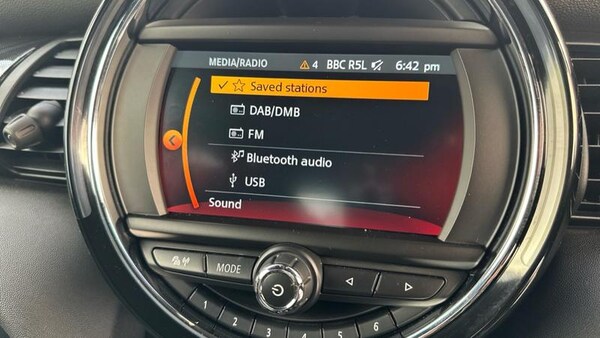 MEDIA/RADIO 4 BBC R5L 6:42 pm
Saved stations
DAB/DMB
FM
Bluetooth audio
USB
Sound
MODE
1 2 3 4 5 6